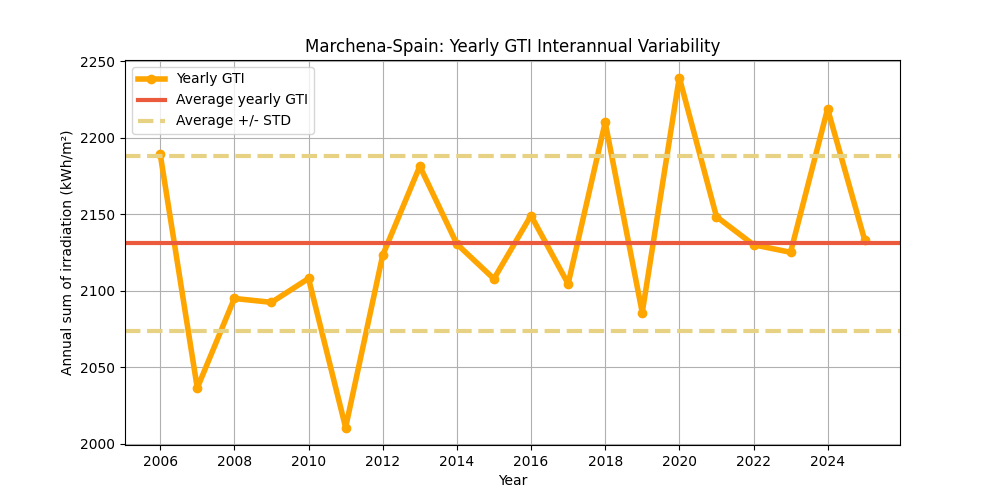 Marchena-Spain: Yearly GTI Interannual Variability
Yearly GTI
Average yearly GTI
Average +/- STD
Annual sum of irradiation (kWh/m²)
2250
2200
2150
2100
2050
2000
2006 2008 2010 2012 2014 2016 2018 2020 2022 2024
Year